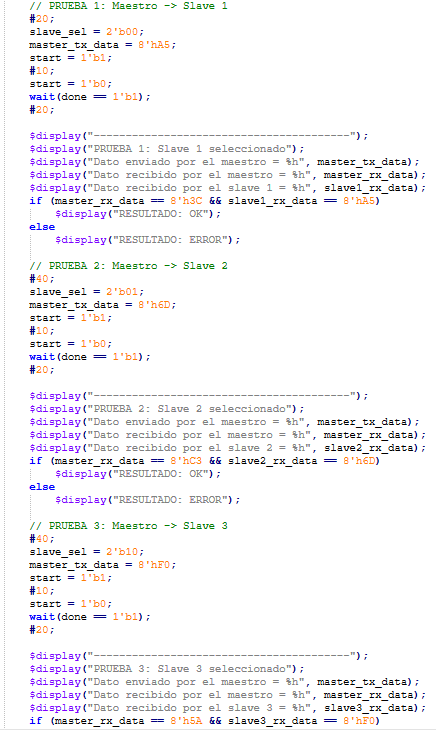 // PRUEBA 1: Maestro -> Slave 1
#20;
slave_sel = 2'b00;
master_tx_data = 8'hA5;
start = 1'b1;
#10;
start = 1'b0;
wait(done == 1'b1);
#20;
$display("----------------------------------------");
$display("PRUEBA 1: Slave 1 seleccionado");
$display("Dato enviado por el maestro = %h", master_tx_data);
$display("Dato recibido por el maestro = %h", master_rx_data);
$display("Dato recibido por el slave 1 = %h", slave1_rx_data);
if (master_rx_data == 8'h3C && slave1_rx_data == 8'hA5)
$display("RESULTADO: OK");
else
$display("RESULTADO: ERROR");
// PRUEBA 2: Maestro -> Slave 2
#40;
slave_sel = 2'b01;
master_tx_data = 8'h6D;
start = 1'b1;
#10;
start = 1'b0;
wait(done == 1'b1);
#20;
$display("----------------------------------------");
$display("PRUEBA 2: Slave 2 seleccionado");
$display("Dato enviado por el maestro = %h", master_tx_data);
$display("Dato recibido por el maestro = %h", master_rx_data);
$display("Dato recibido por el slave 2 = %h", slave2_rx_data);
if (master_rx_data == 8'hC3 && slave2_rx_data == 8'h6D)
$display("RESULTADO: OK");
else
$display("RESULTADO: ERROR");
// PRUEBA 3: Maestro -> Slave 3
#40;
slave_sel = 2'b10;
master_tx_data = 8'hF0;
start = 1'b1;
#10;
start = 1'b0;
wait(done == 1'b1);
#20;
$display("----------------------------------------");
$display("PRUEBA 3: Slave 3 seleccionado");
$display("Dato enviado por el maestro = %h", master_tx_data);
$display("Dato recibido por el maestro = %h", master_rx_data);
$display("Dato recibido por el slave 3 = %h", slave3_rx_data);
if (master_rx_data == 8'h5A && slave3_rx_data == 8'hF0)